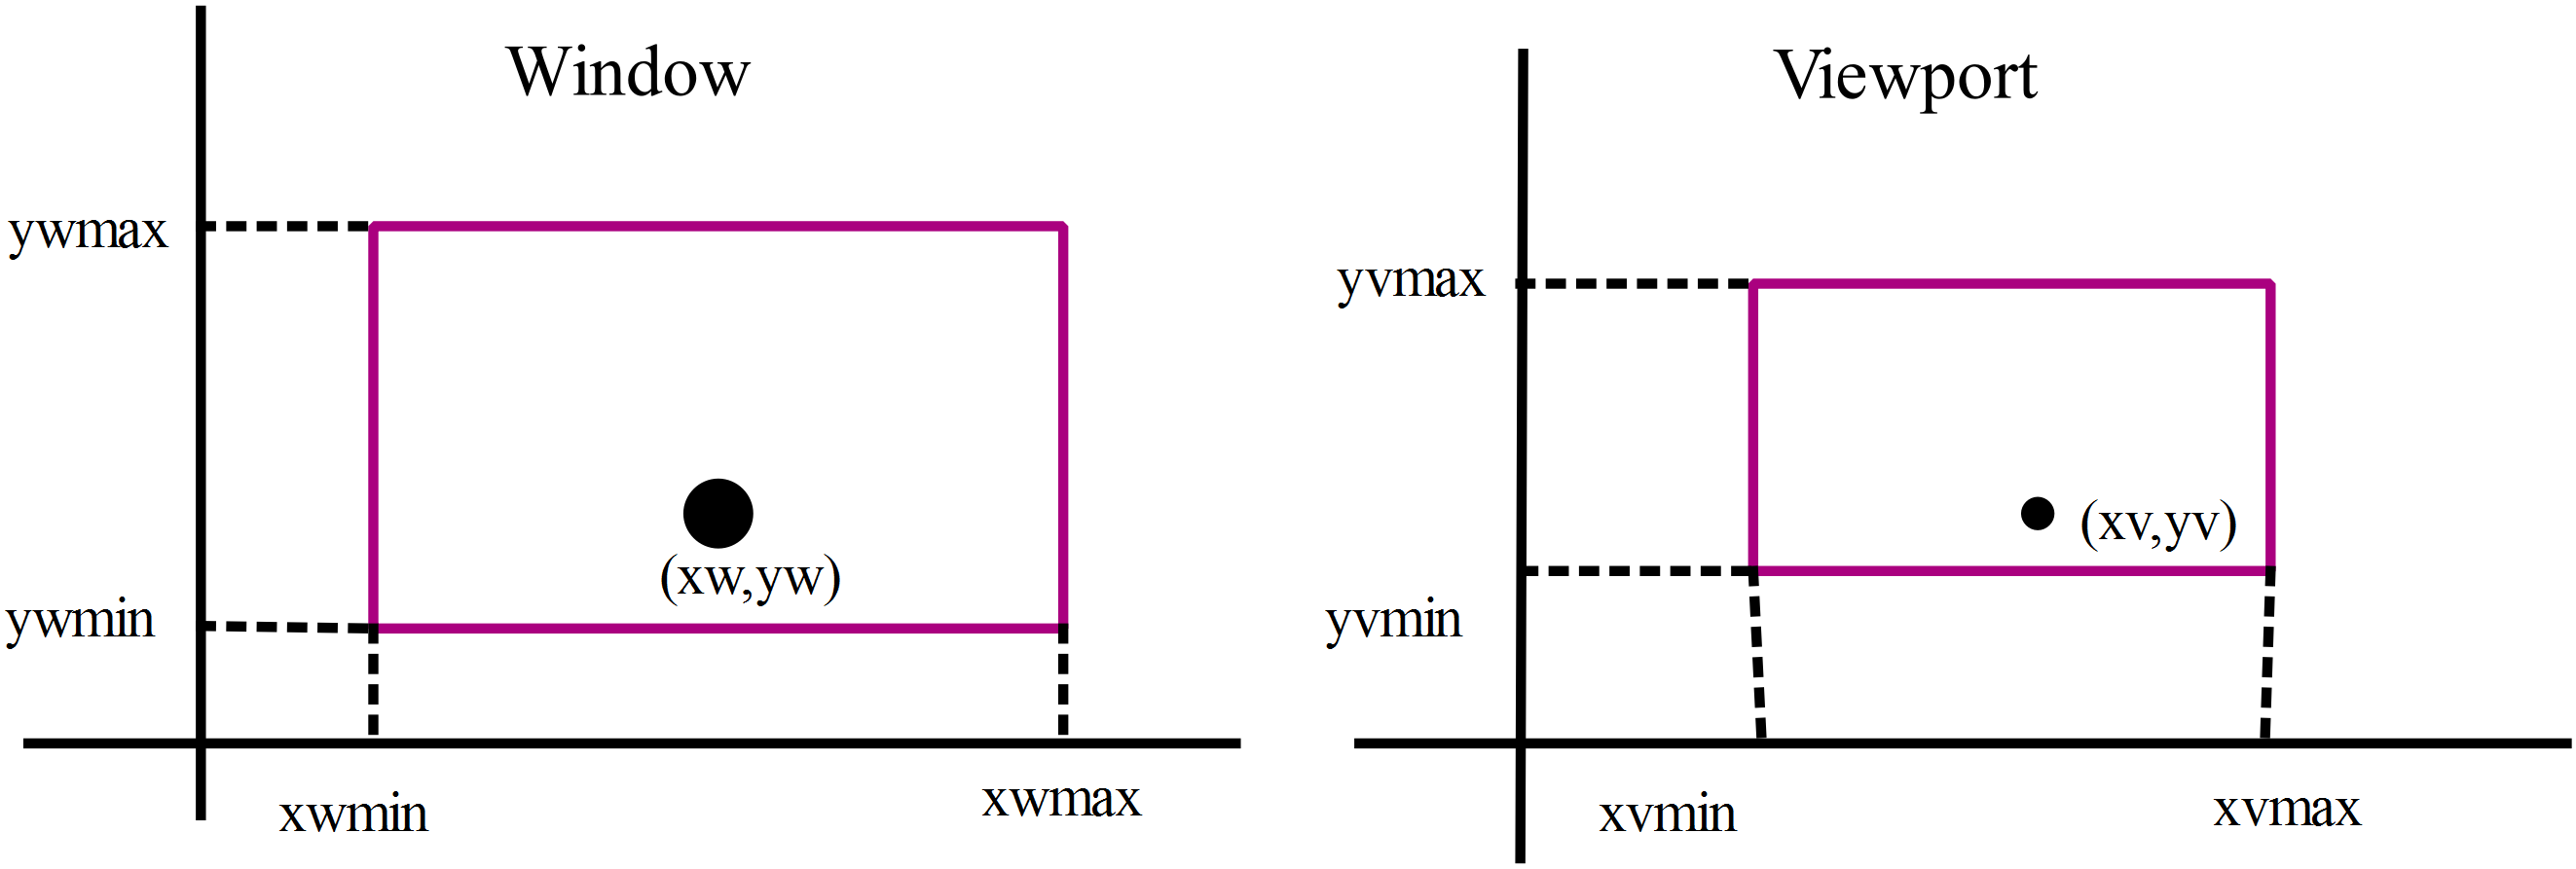 Window
ywmax
(xw,yw)
ywmin
xwmin
xwmax
Viewport
yvmax
(xv,yv)
yvmin
xvmin
xvmax